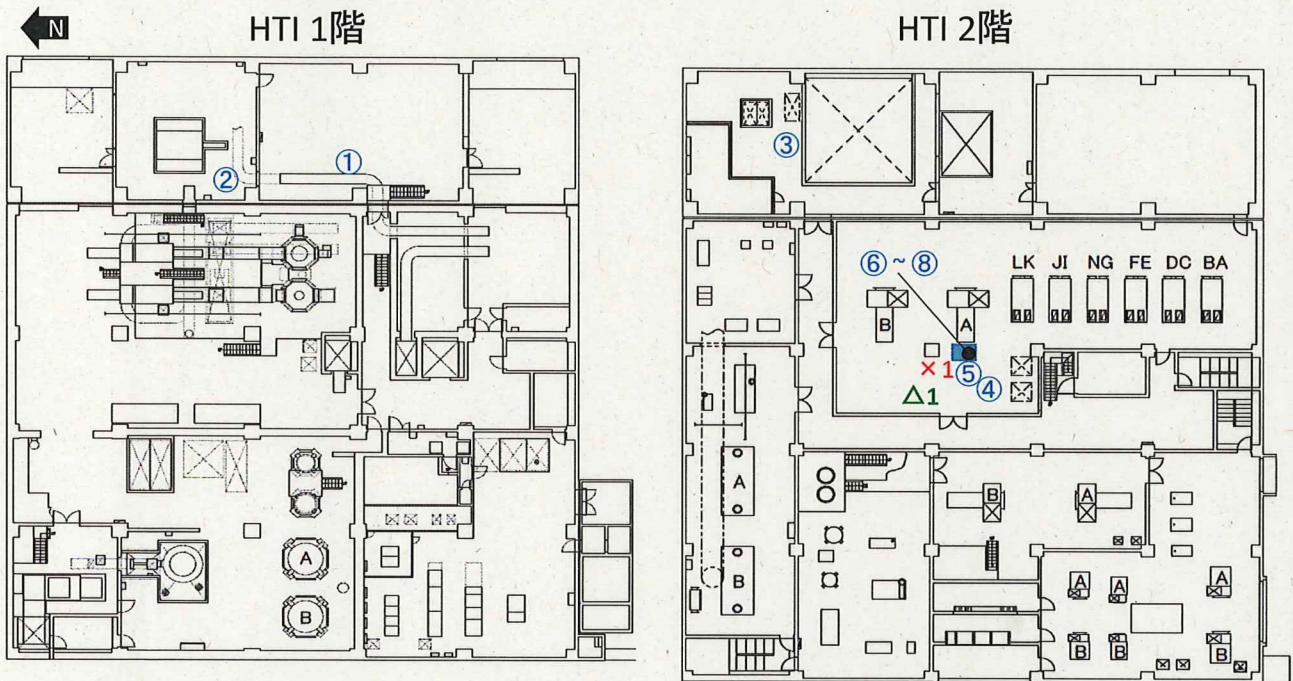 N
HTI 1階
HTI 2階
①
②
A
B
③
⑥~⑧
LK JI NG FE DC BA
B
A
×1
⑤
④
△1
A
B
B
A
A
A
A
B
B
B